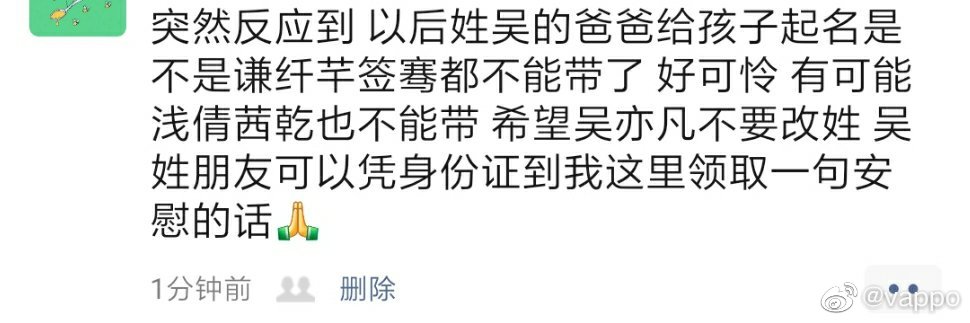 突然反应到 以后姓吴的爸爸给孩子起名是
不是谦纤芊签骞都不能带了 好可怜 有可能
浅倩茜乾也不能带 希望吴亦凡不要改姓 吴
姓朋友可以凭身份证到我这里领取一句安
慰的话🙏
1分钟前 删除
@vappo